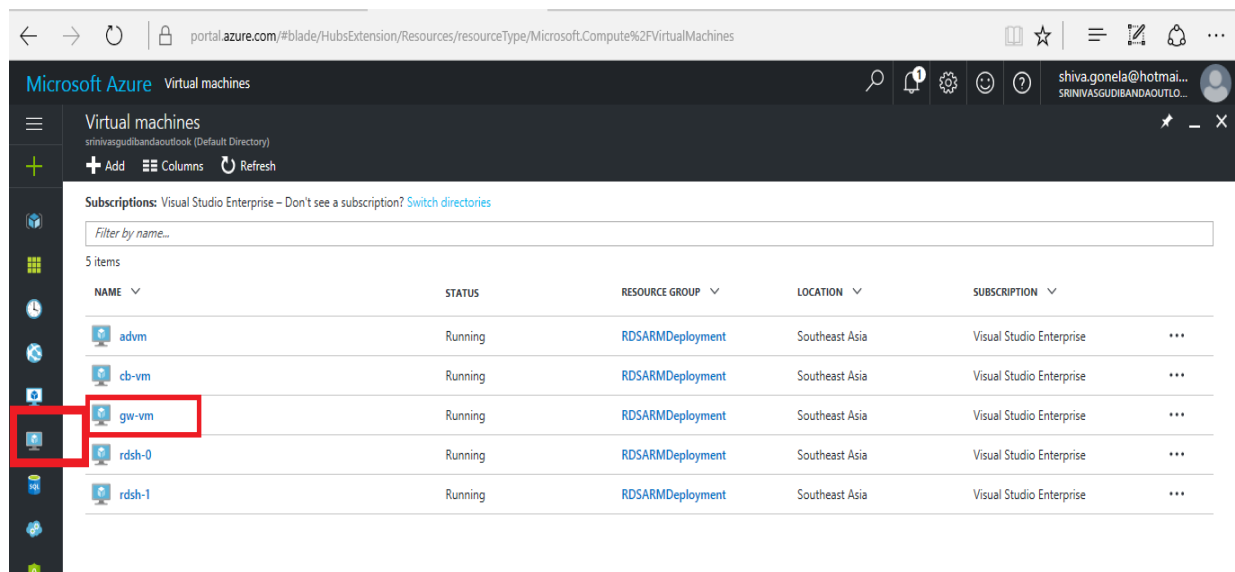 portal.azure.com/#blade/HubsExtension/Resources/resourceType/Microsoft.Compute%2FVirtualMachines
Microsoft Azure Virtual machines 1 shiva.gonela@hotmai...
SRINIVASGUDIBANDAOUTLO...
Virtual machines
srinivasgudibandaoutlook (Default Directory)
Add Columns Refresh
Subscriptions: Visual Studio Enterprise – Don't see a subscription? Switch directories
Filter by name...
5 items
NAME STATUS RESOURCE GROUP LOCATION SUBSCRIPTION
advm Running RDSARMDeployment Southeast Asia Visual Studio Enterprise
cb-vm Running RDSARMDeployment Southeast Asia Visual Studio Enterprise
gw-vm Running RDSARMDeployment Southeast Asia Visual Studio Enterprise
rdsh-0 Running RDSARMDeployment Southeast Asia Visual Studio Enterprise
rdsh-1 Running RDSARMDeployment Southeast Asia Visual Studio Enterprise
SQL